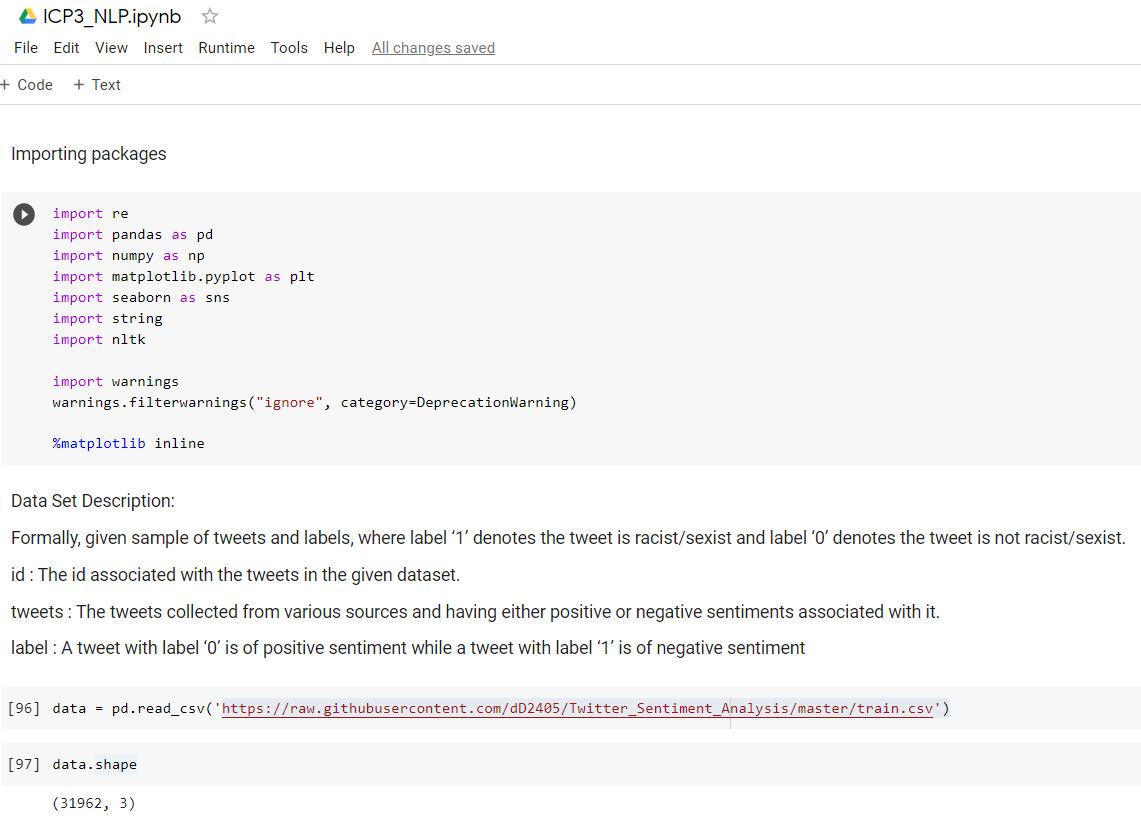 ICP3_NLP.ipynb
File Edit View Insert Runtime Tools Help All changes saved
+ Code + Text
Importing packages
import re
import pandas as pd
import numpy as np
import matplotlib.pyplot as plt
import seaborn as sns
import string
import nltk
import warnings
warnings.filterwarnings("ignore", category=DeprecationWarning)
%matplotlib inline
Data Set Description:
Formally, given sample of tweets and labels, where label ‘1’ denotes the tweet is racist/sexist and label ‘0’ denotes the tweet is not racist/sexist.
id : The id associated with the tweets in the given dataset.
tweets : The tweets collected from various sources and having either positive or negative sentiments associated with it.
label : A tweet with label ‘0’ is of positive sentiment while a tweet with label ‘1’ is of negative sentiment
[96] data = pd.read_csv('https://raw.githubusercontent.com/dD2405/Twitter_Sentiment_Analysis/master/train.csv')
[97] data.shape
(31962, 3)